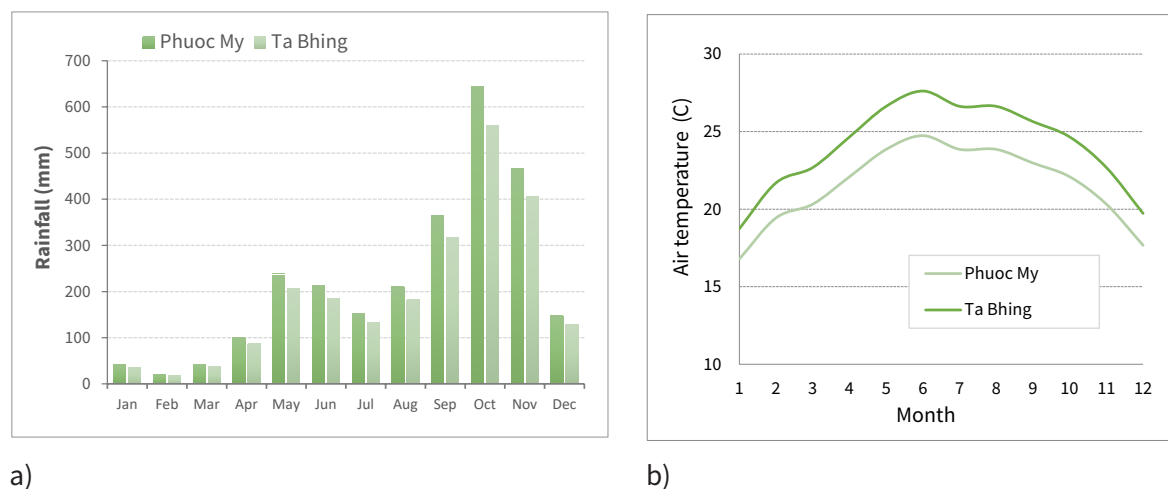 Phuoc My Ta Bhing
700
600
500
400
300
200
100
0
Rainfall (mm)
Jan Feb Mar Apr May Jun Jul Aug Sep Oct Nov Dec
a)
30
25
20
15
10
Air temperature (C)
Phuoc My
Ta Bhing
1 2 3 4 5 6 7 8 9 10 11 12
Month
b)